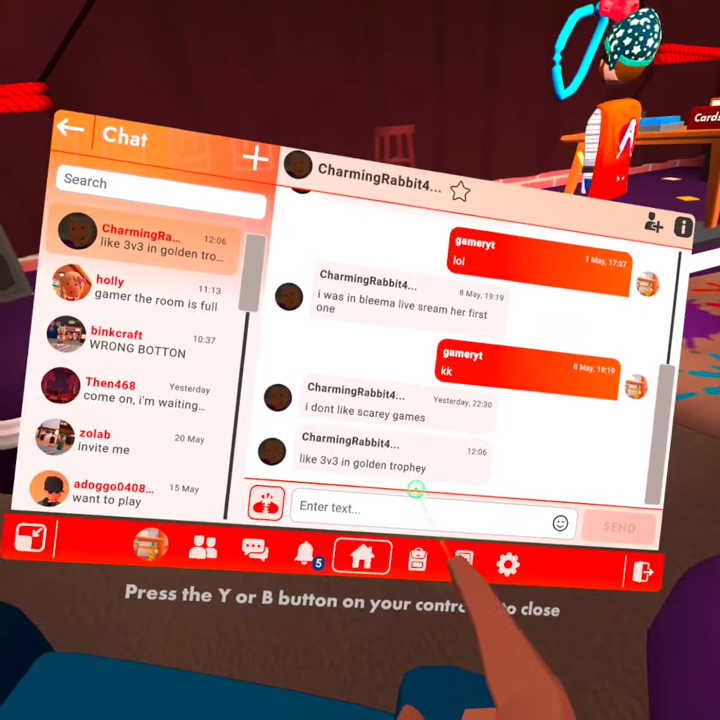 Chat
Search
CharmingRa... 12:06
like 3v3 in golden tro...
holly 11:13
gamer the room is full
binkcraft 10:37
WRONG BOTTON
Then468 Yesterday
come on, i'm waiting...
zolab 20 May
invite me
adoggo0408... 15 May
want to play
CharmingRabbit4...
gameryt 1 May, 17:37
lol
CharmingRabbit4... 8 May, 19:19
i was in bleema live sream her first
one
gameryt 8 May, 19:19
kk
CharmingRabbit4... Yesterday, 22:30
i dont like scarey games
CharmingRabbit4... 12:06
like 3v3 in golden trophey
Enter text...
SEND
5
Press the Y or B button on your contro to close
Cards